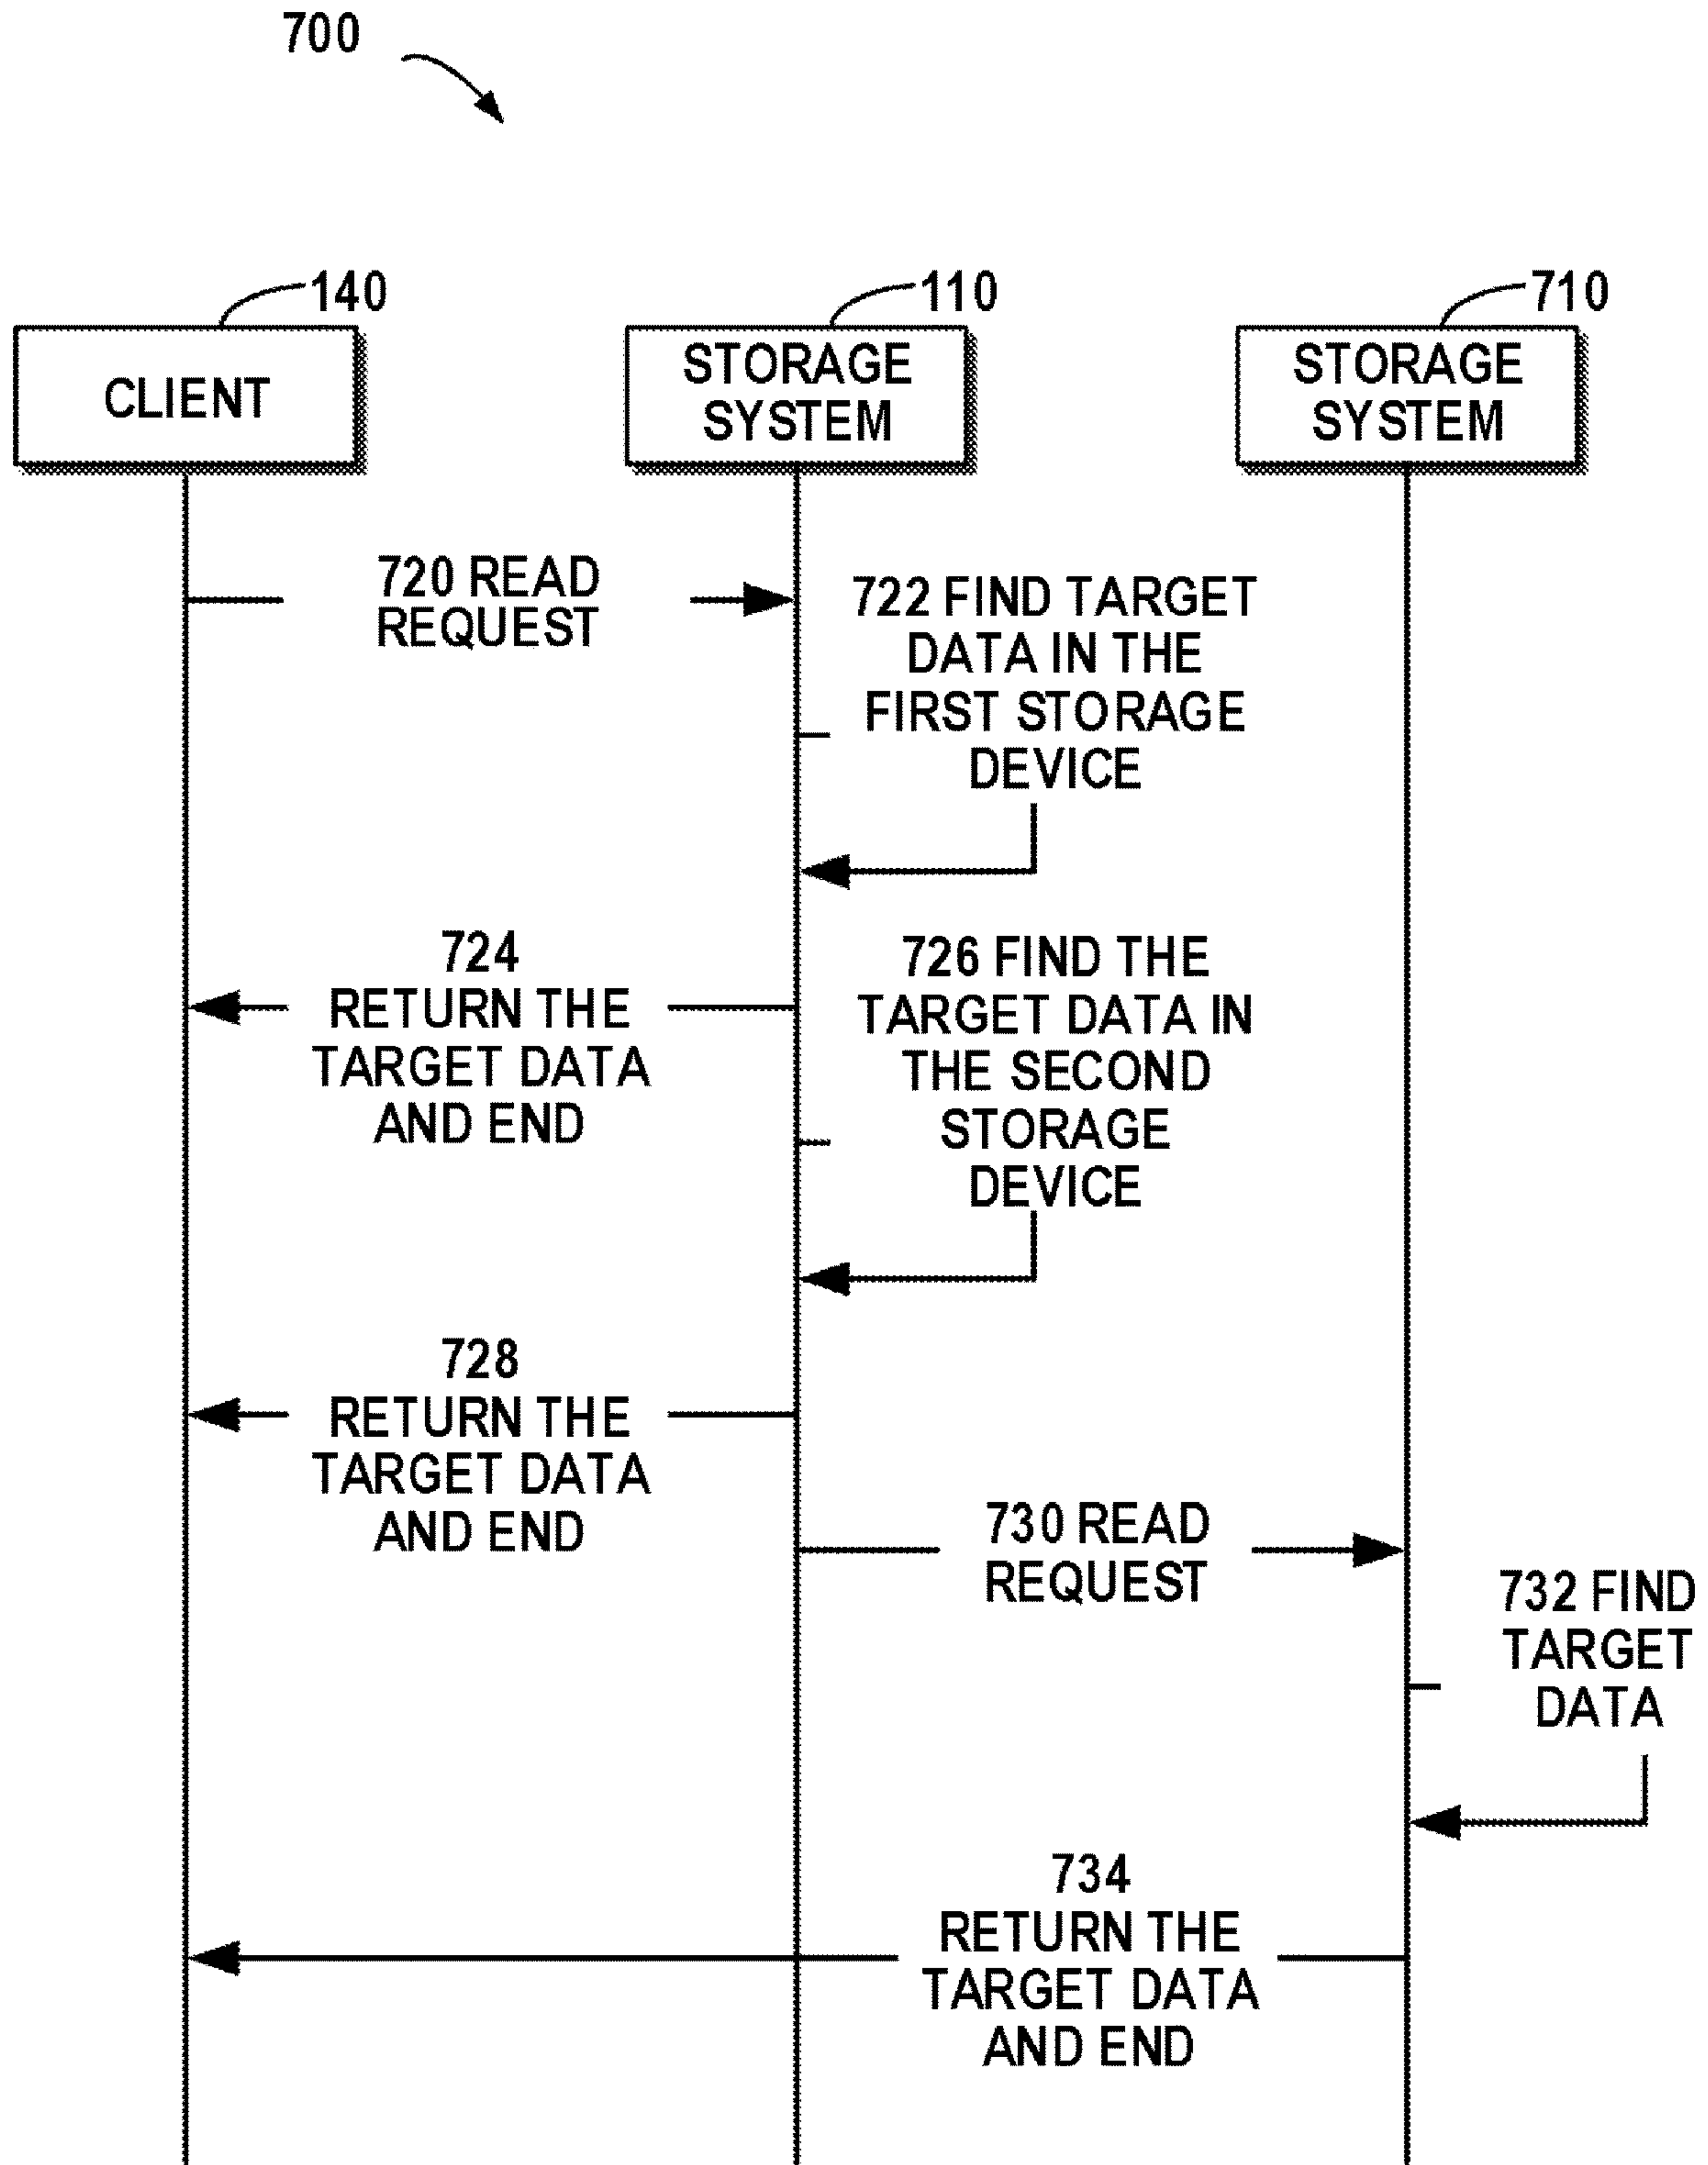 700
140
110
710
CLIENT
STORAGE
SYSTEM
STORAGE
SYSTEM
720 READ
REQUEST
722 FIND TARGET
DATA IN THE
FIRST STORAGE
DEVICE
724
RETURN THE
TARGET DATA
AND END
726 FIND THE
TARGET DATA IN
THE SECOND
STORAGE
DEVICE
728
RETURN THE
TARGET DATA
AND END
730 READ
REQUEST
732 FIND
TARGET
DATA
734
RETURN THE
TARGET DATA
AND END